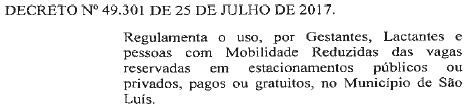 DECRETO Nº 49.301 DE 25 DE JULHO DE 2017.
Regulamenta o uso, por Gestantes, Lactantes e
pessoas com Mobilidade Reduzidas das vagas
reservadas em estacionamentos públicos ou
privados, pagos ou gratuitos, no Município de São
Luís.